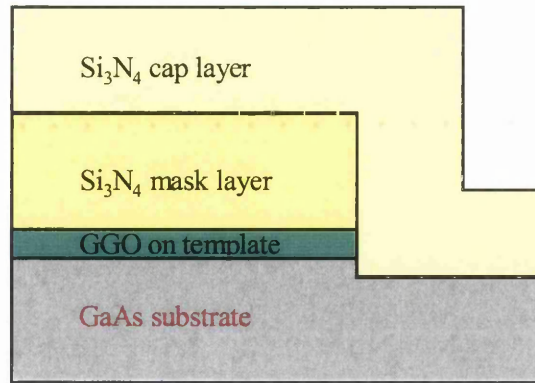 Si₃N₄ cap layer
Si₃N₄ mask layer
GGO on template
GaAs substrate